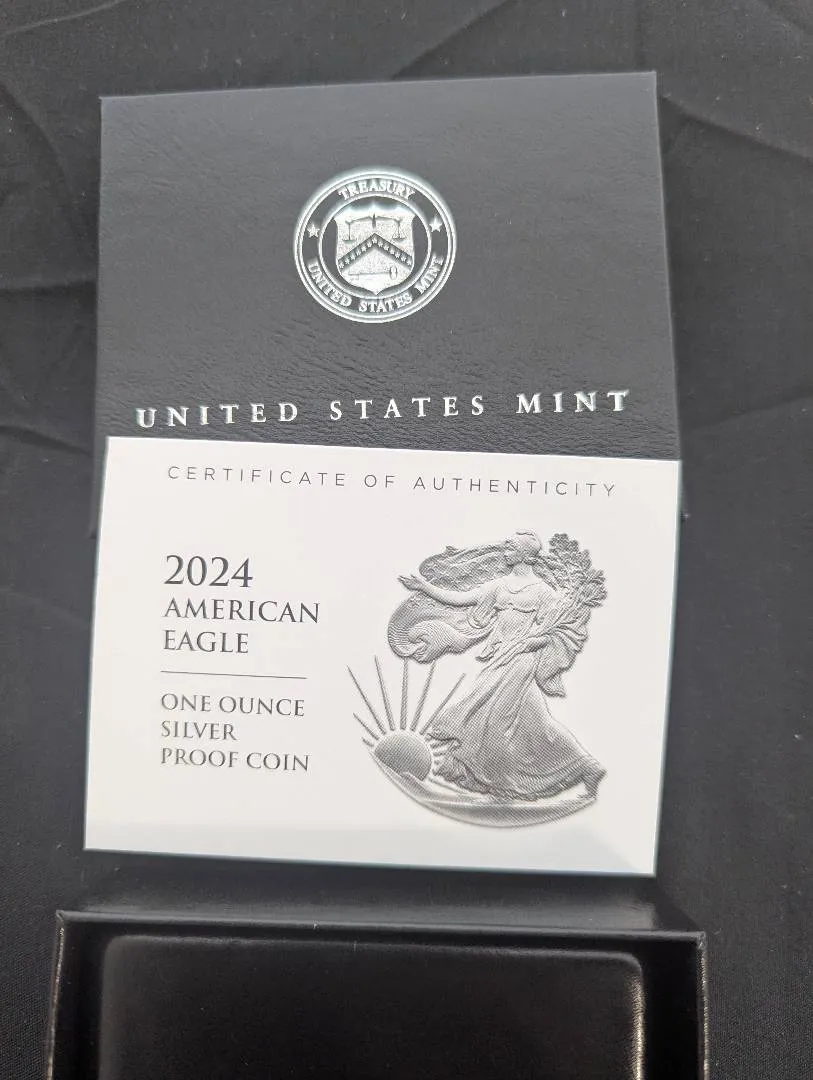 TREASURY
UNITED STATES MINT
UNITED STATES MINT
CERTIFICATE OF AUTHENTICITY
2024
AMERICAN
EAGLE
ONE OUNCE
SILVER
PROOF COIN